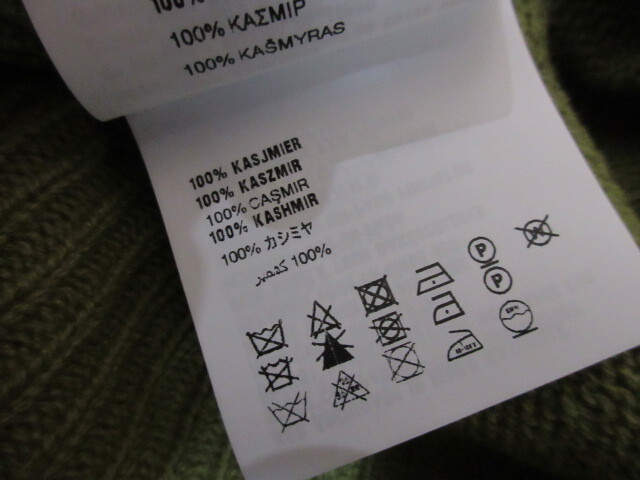 100% ΚΑΣΜΙΡ
100% KAŠMYRAS
100% KASJMIER
100% KASZMIR
100% CAŞMIR
100% KASHMIR
100% カシミヤ
100% كشمير
P
P